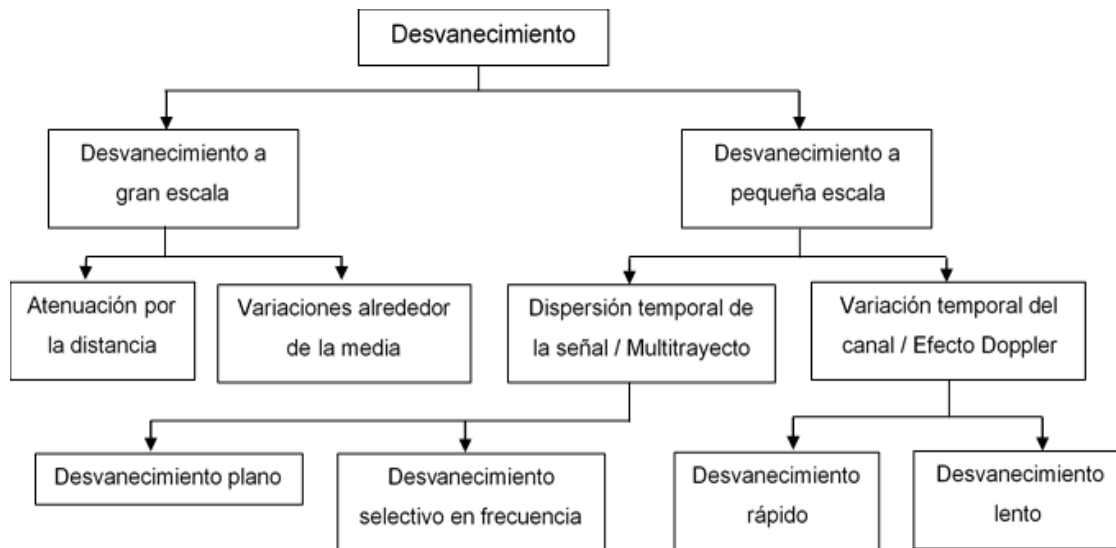 Desvanecimiento
Desvanecimiento a
gran escala
Desvanecimiento a
pequeña escala
Atenuación por
la distancia
Variaciones alrededor
de la media
Dispersión temporal de
la señal / Multitrayecto
Variación temporal del
canal / Efecto Doppler
Desvanecimiento plano
Desvanecimiento
selectivo en frecuencia
Desvanecimiento
rápido
Desvanecimiento
lento